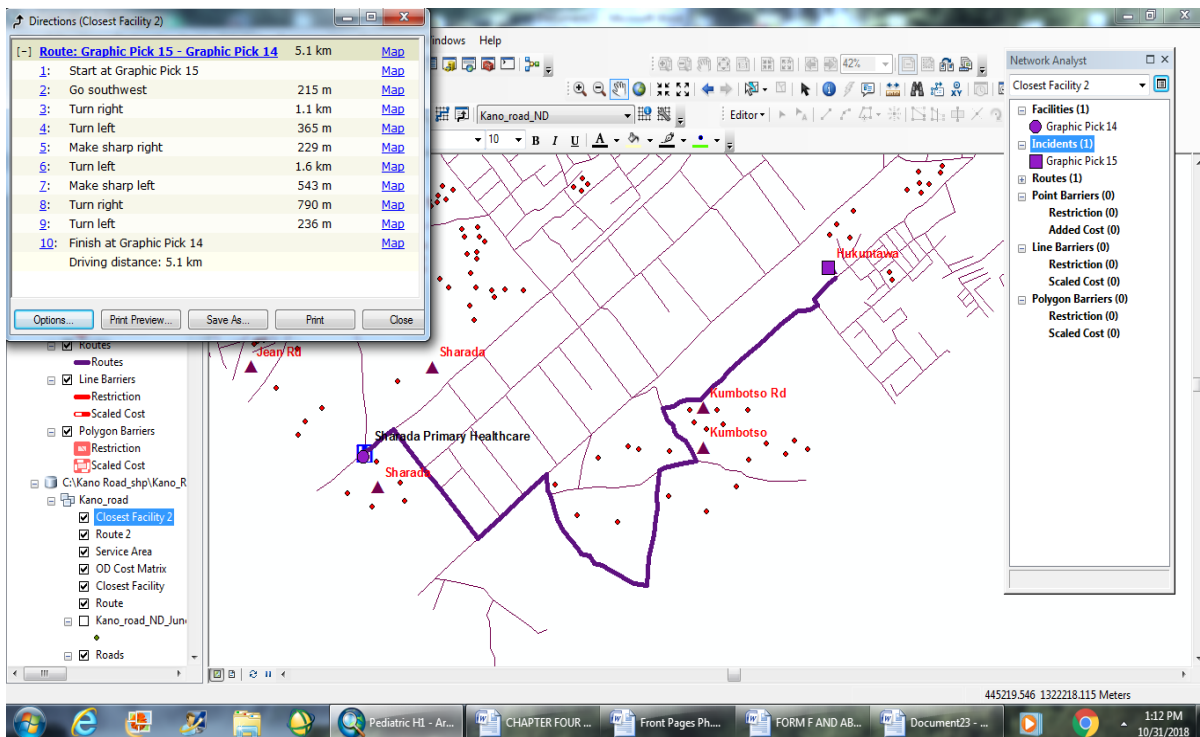 Directions (Closest Facility 2)
[-] Route: Graphic Pick 15 - Graphic Pick 14 5.1 km Map
1: Start at Graphic Pick 15 Map
2: Go southwest 215 m Map
3: Turn right 1.1 km Map
4: Turn left 365 m Map
5: Make sharp right 229 m Map
6: Turn left 1.6 km Map
7: Make sharp left 543 m Map
8: Turn right 790 m Map
9: Turn left 236 m Map
10: Finish at Graphic Pick 14 Map
Driving distance: 5.1 km
Options... Print Preview... Save As... Print Close
indows Help
42%
Kano_road_ND
Editor
10 B I U A
Network Analyst
Closest Facility 2
Facilities (1)
Graphic Pick 14
Incidents (1)
Graphic Pick 15
Routes (1)
Point Barriers (0)
Restriction (0)
Added Cost (0)
Line Barriers (0)
Restriction (0)
Scaled Cost (0)
Polygon Barriers (0)
Restriction (0)
Scaled Cost (0)
Routes
Routes
Line Barriers
Restriction
Scaled Cost
Polygon Barriers
Restriction
Scaled Cost
C:\Kano Road_shp\Kano_R
Kano_road
Closest Facility 2
Route 2
Service Area
OD Cost Matrix
Closest Facility
Route
Kano_road_ND_Jun
Roads
Hukuntawa
Jean Rd
Sharada
Kumbotso Rd
Kumbotso
Sharada Primary Healthcare
Sharada
445219.546 1322218.115 Meters
Pediatric H1 - Ar...
CHAPTER FOUR ...
Front Pages Ph....
FORM F AND AB...
Document23 - ...
1:12 PM
10/31/2018